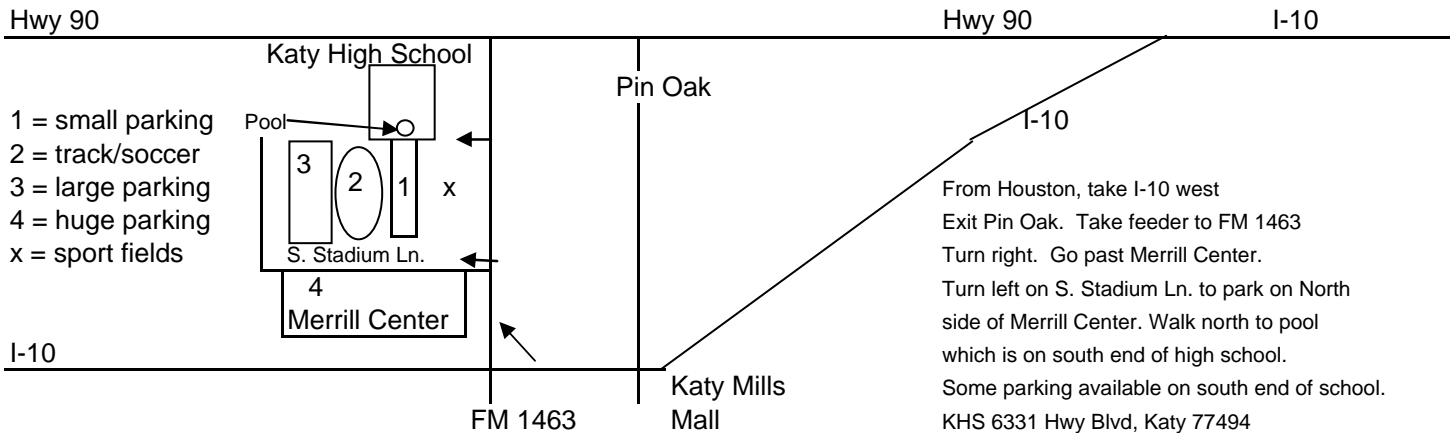 Hwy 90
Hwy 90
I-10
Katy High School
Pin Oak
1 = small parking
2 = track/soccer
3 = large parking
4 = huge parking
x = sport fields
Pool
3
2
1
x
S. Stadium Ln.
4
Merrill Center
I-10
I-10
From Houston, take I-10 west
Exit Pin Oak. Take feeder to FM 1463
Turn right. Go past Merrill Center.
Turn left on S. Stadium Ln. to park on North
side of Merrill Center. Walk north to pool
which is on south end of high school.
Some parking available on south end of school.
KHS 6331 Hwy Blvd, Katy 77494
Katy Mills
Mall
FM 1463